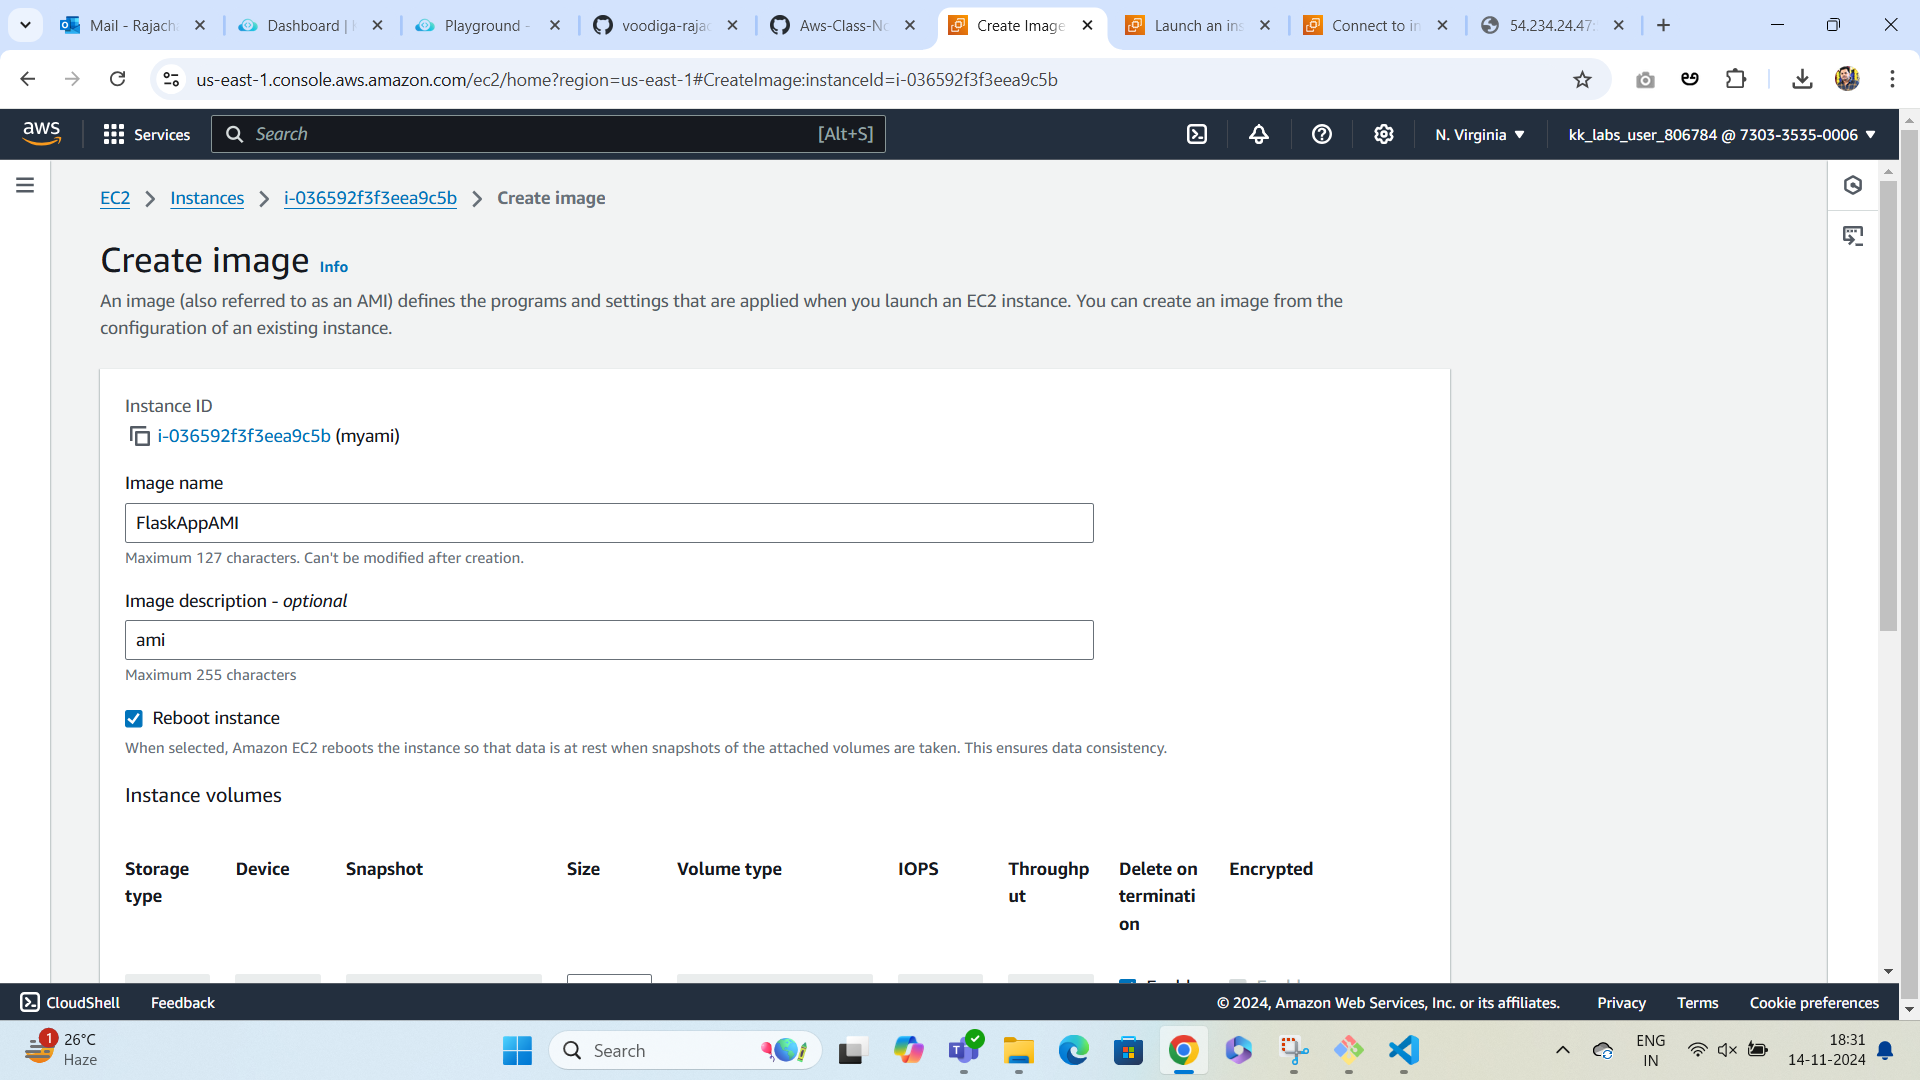 Mail - Rajacha
Dashboard |
Playground -
voodiga-rajac
Aws-Class-No
Create Image
Launch an ins
Connect to in
54.234.24.47:
us-east-1.console.aws.amazon.com/ec2/home?region=us-east-1#CreateImage:instanceId=i-036592f3f3eea9c5b
aws
Services
Search
[Alt+S]
N. Virginia
kk_labs_user_806784 @ 7303-3535-0006
EC2
Instances
i-036592f3f3eea9c5b
Create image
Create image Info
An image (also referred to as an AMI) defines the programs and settings that are applied when you launch an EC2 instance. You can create an image from the
configuration of an existing instance.
Instance ID
i-036592f3f3eea9c5b (myami)
Image name
FlaskAppAMI
Maximum 127 characters. Can't be modified after creation.
Image description - optional
ami
Maximum 255 characters
Reboot instance
When selected, Amazon EC2 reboots the instance so that data is at rest when snapshots of the attached volumes are taken. This ensures data consistency.
Instance volumes
Storage
type
Device
Snapshot
Size
Volume type
IOPS
Throughp
ut
Delete on
terminati
on
Encrypted
CloudShell
Feedback
© 2024, Amazon Web Services, Inc. or its affiliates.
Privacy
Terms
Cookie preferences
1
26°C
Haze
Search
ENG
IN
18:31
14-11-2024